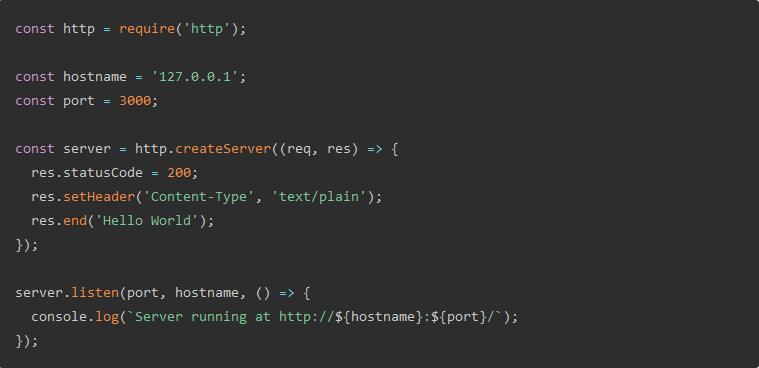 const http = require('http');

const hostname = '127.0.0.1';
const port = 3000;

const server = http.createServer((req, res) => {
  res.statusCode = 200;
  res.setHeader('Content-Type', 'text/plain');
  res.end('Hello World');
});

server.listen(port, hostname, () => {
  console.log(`Server running at http://${hostname}:${port}/`);
});